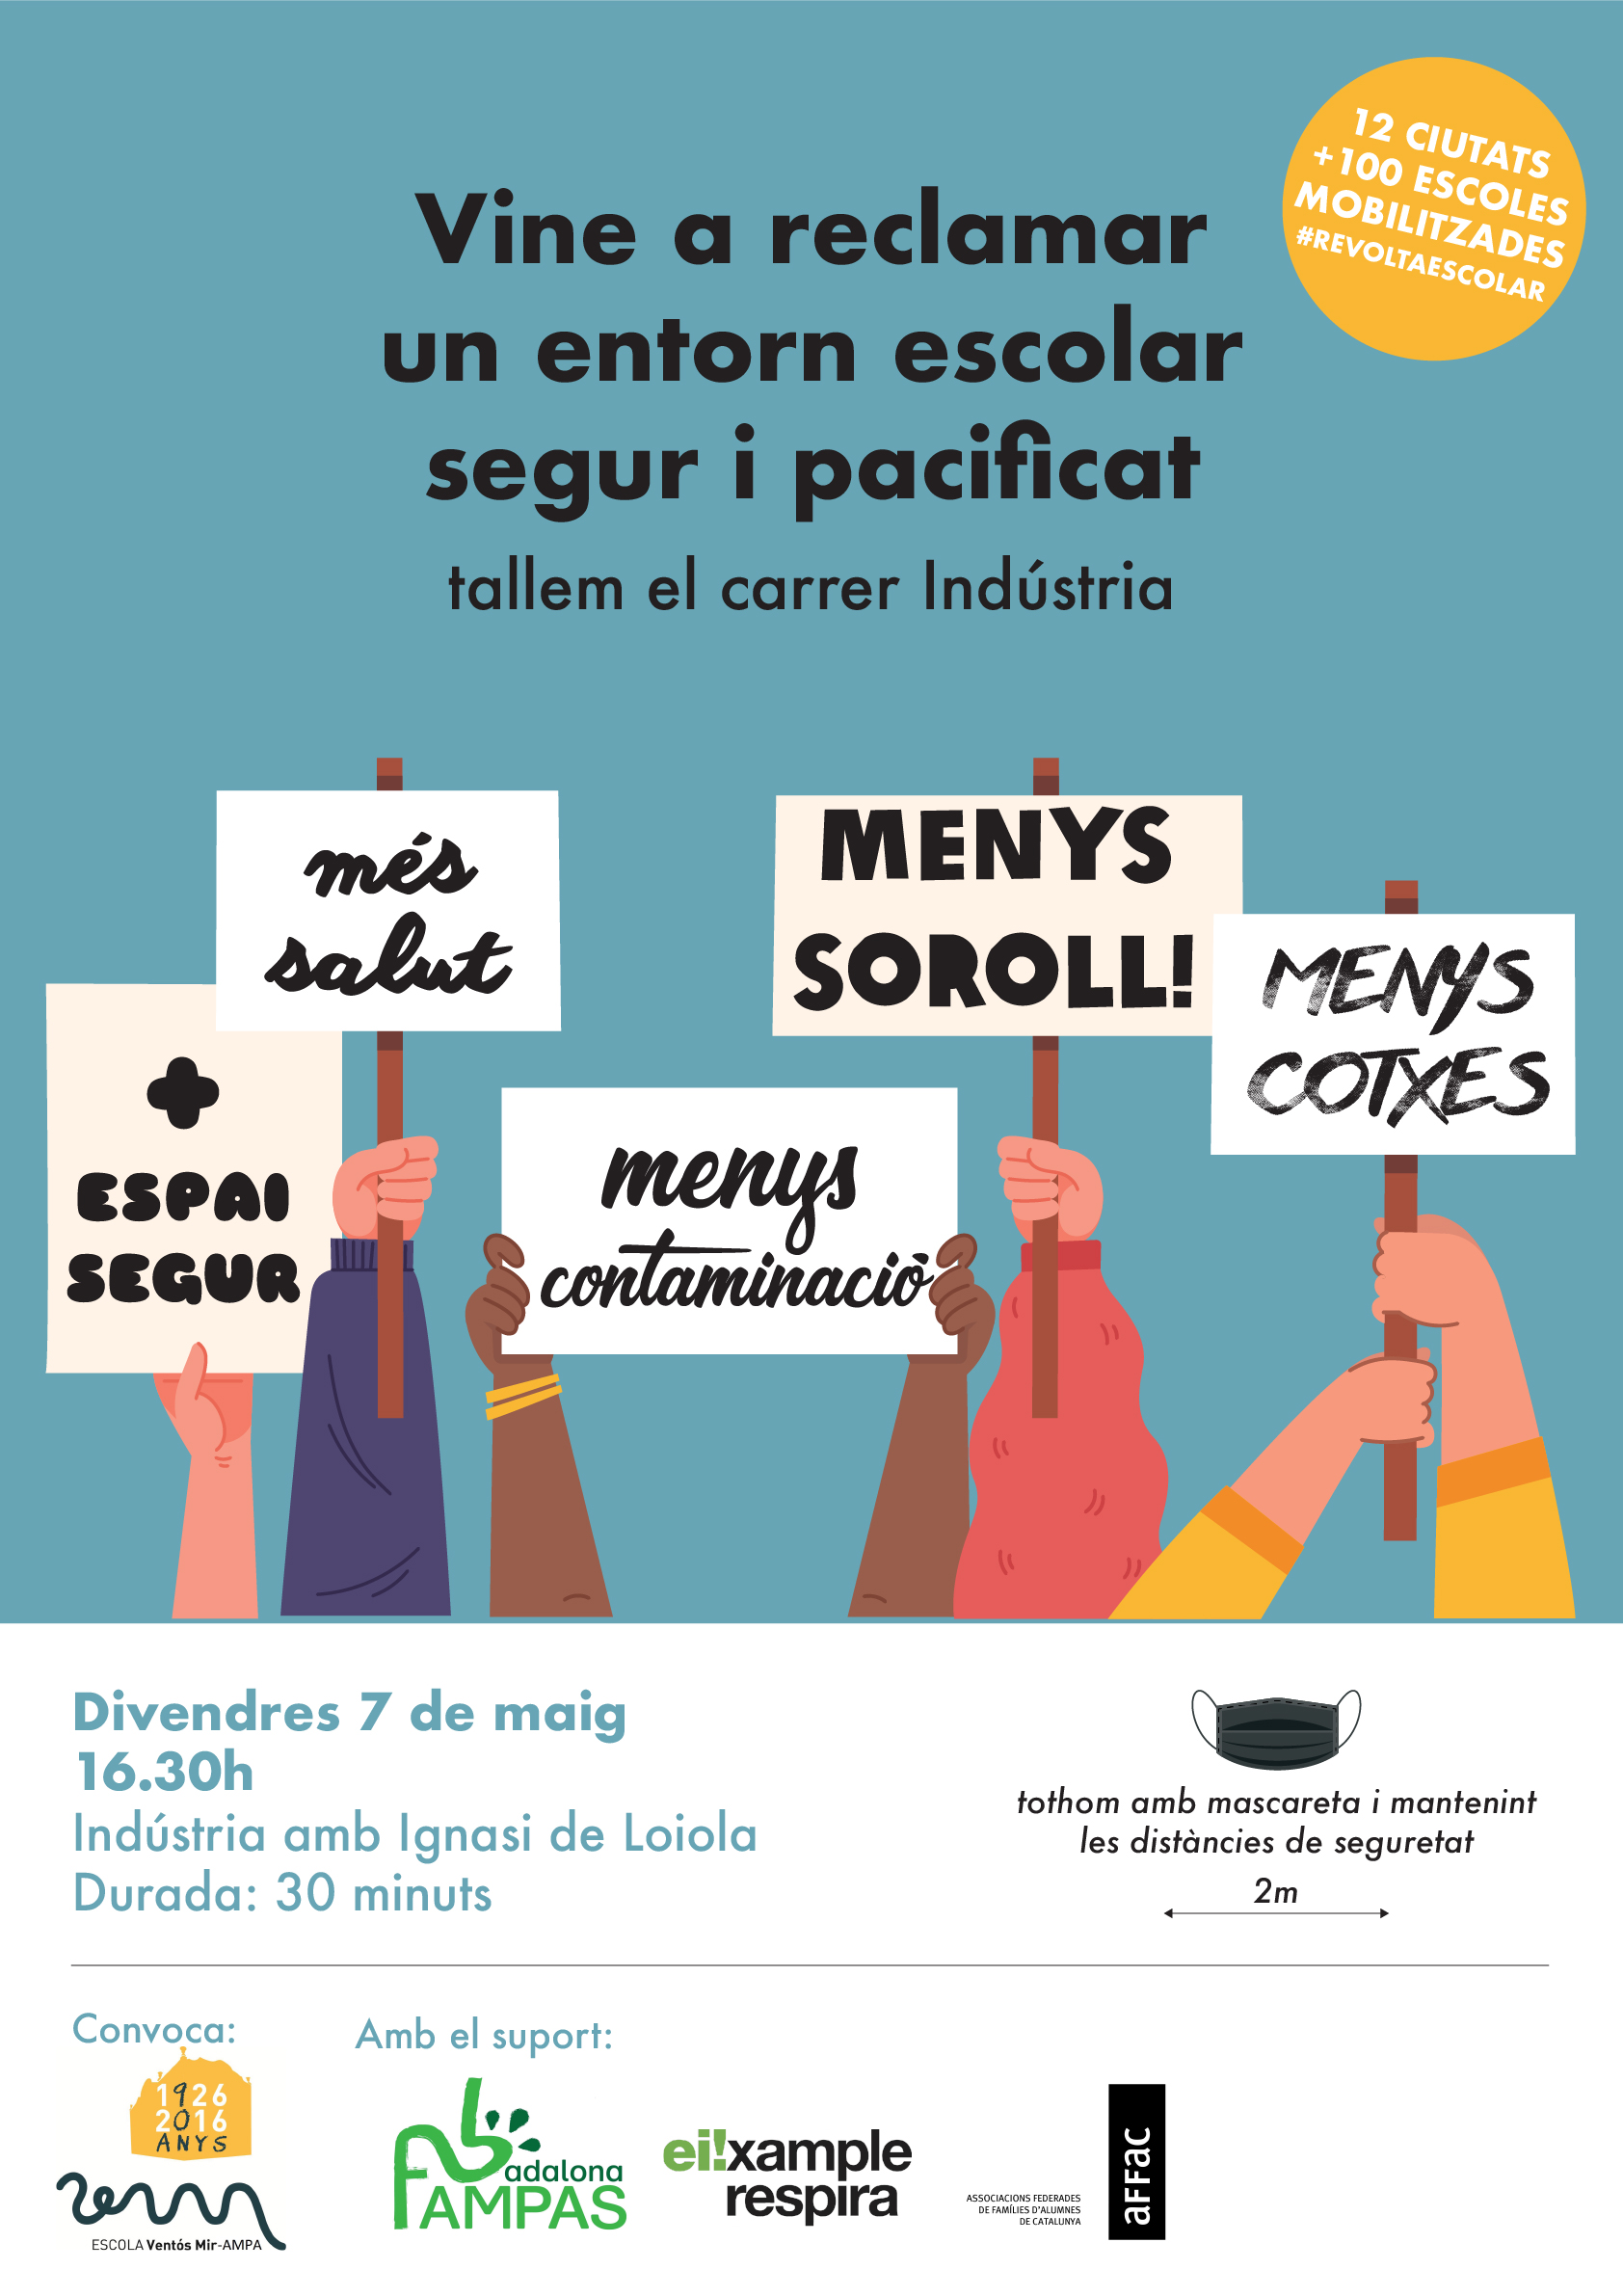 12 CIUTATS
+100 ESCOLES
MOBILITZADES
#REVOLTAESCOLAR
Vine a reclamar
un entorn escolar
segur i pacificat
tallem el carrer Indústria
més
salut
MENYS
SOROLL!
MENYS
COTXES
+
ESPAI
SEGUR
menys
contaminació
Divendres 7 de maig
16.30h
Indústria amb Ignasi de Loiola
Durada: 30 minuts
tothom amb mascareta i mantenint
les distàncies de seguretat
2m
Convoca:
Amb el suport:
1926
2016
ANYS
ESCOLA Ventós Mir-AMPA
Badalona
FAMPAS
ei!xample
respira
ASSOCIACIONS FEDERADES
DE FAMÍLIES D'ALUMNES
DE CATALUNYA
aFFaC